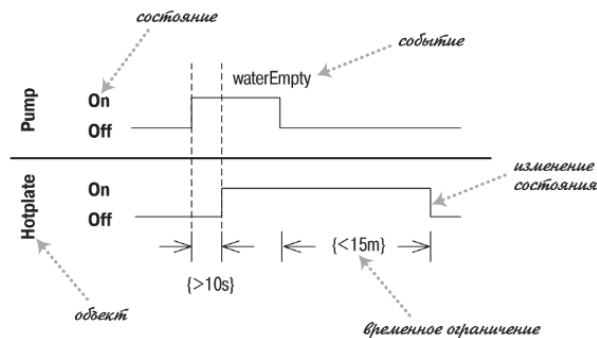 состояние
событие
waterEmpty
Pump
On
Off
изменение
состояния
Hotplate
On
Off
{<15m}
{>10s}
объект
временное ограничение